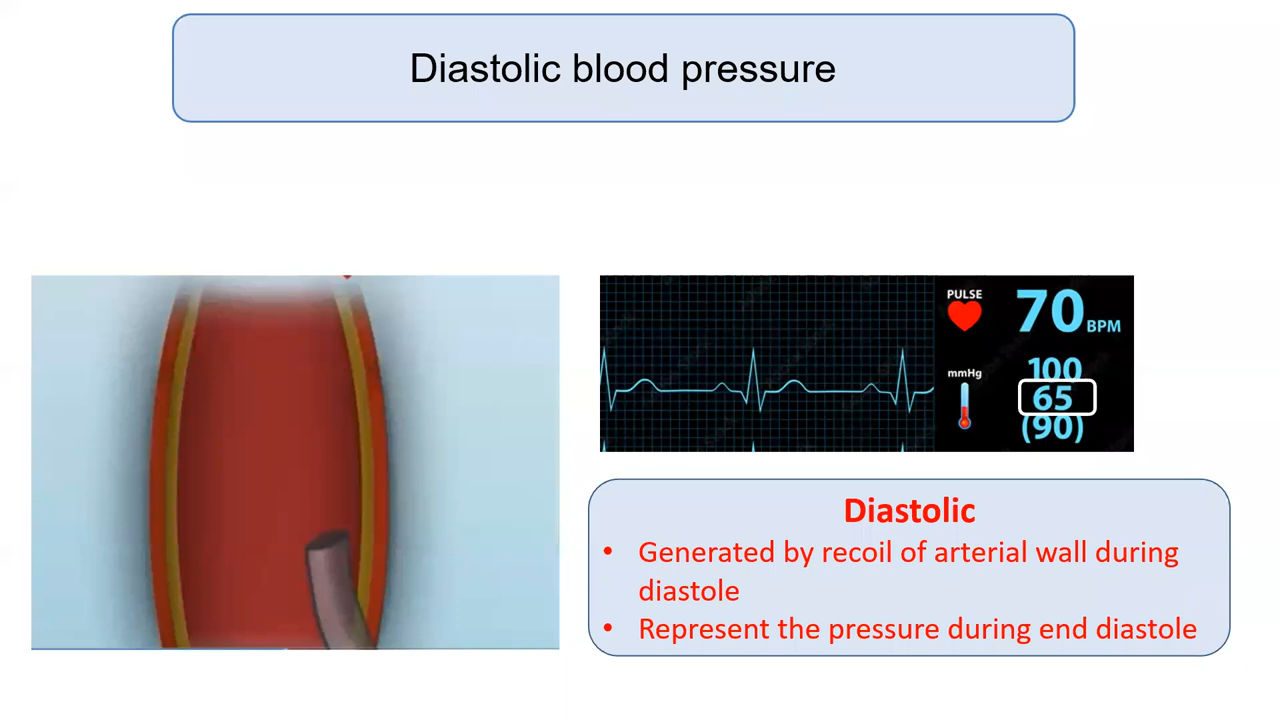 Diastolic blood pressure
PULSE
70 BPM
mmHg
100
65
(90)
Diastolic
• Generated by recoil of arterial wall during
diastole
• Represent the pressure during end diastole